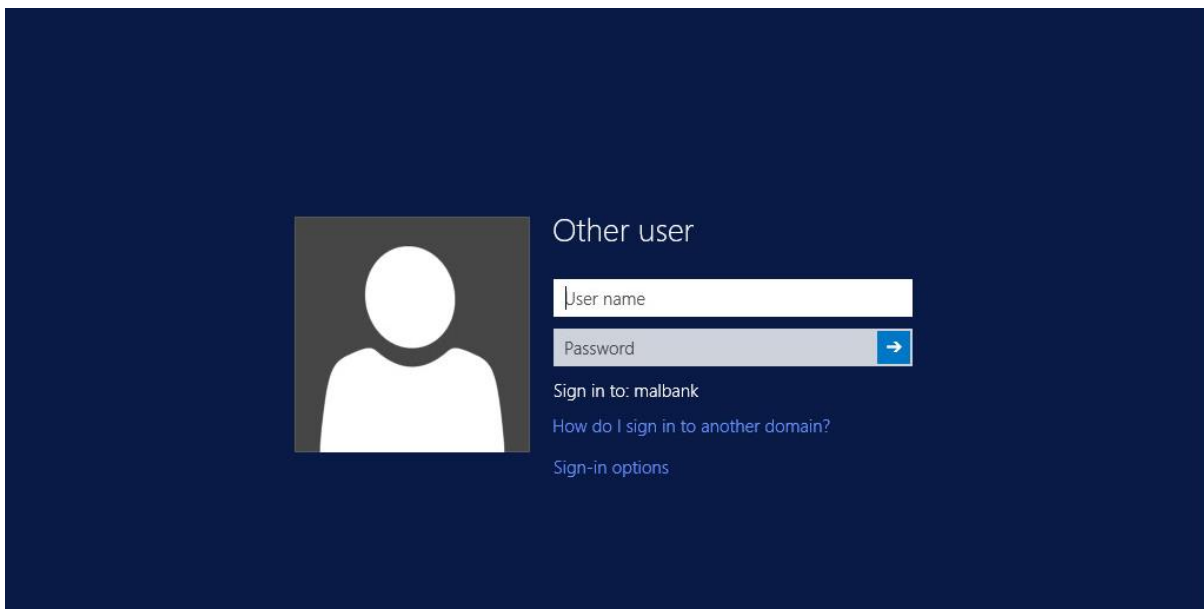 Other user
User name
Password
Sign in to: malbank
How do I sign in to another domain?
Sign-in options